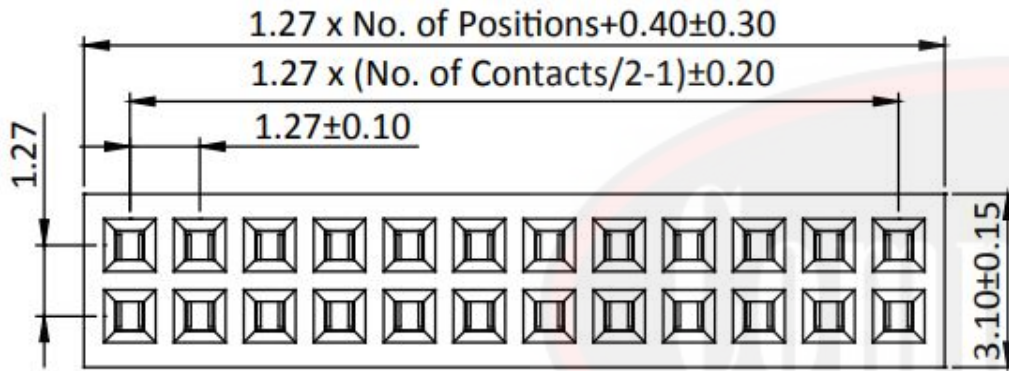 1.27 x No. of Positions+0.40±0.30
1.27 x (No. of Contacts/2-1)±0.20
1.27±0.10
1.27
3.10±0.15